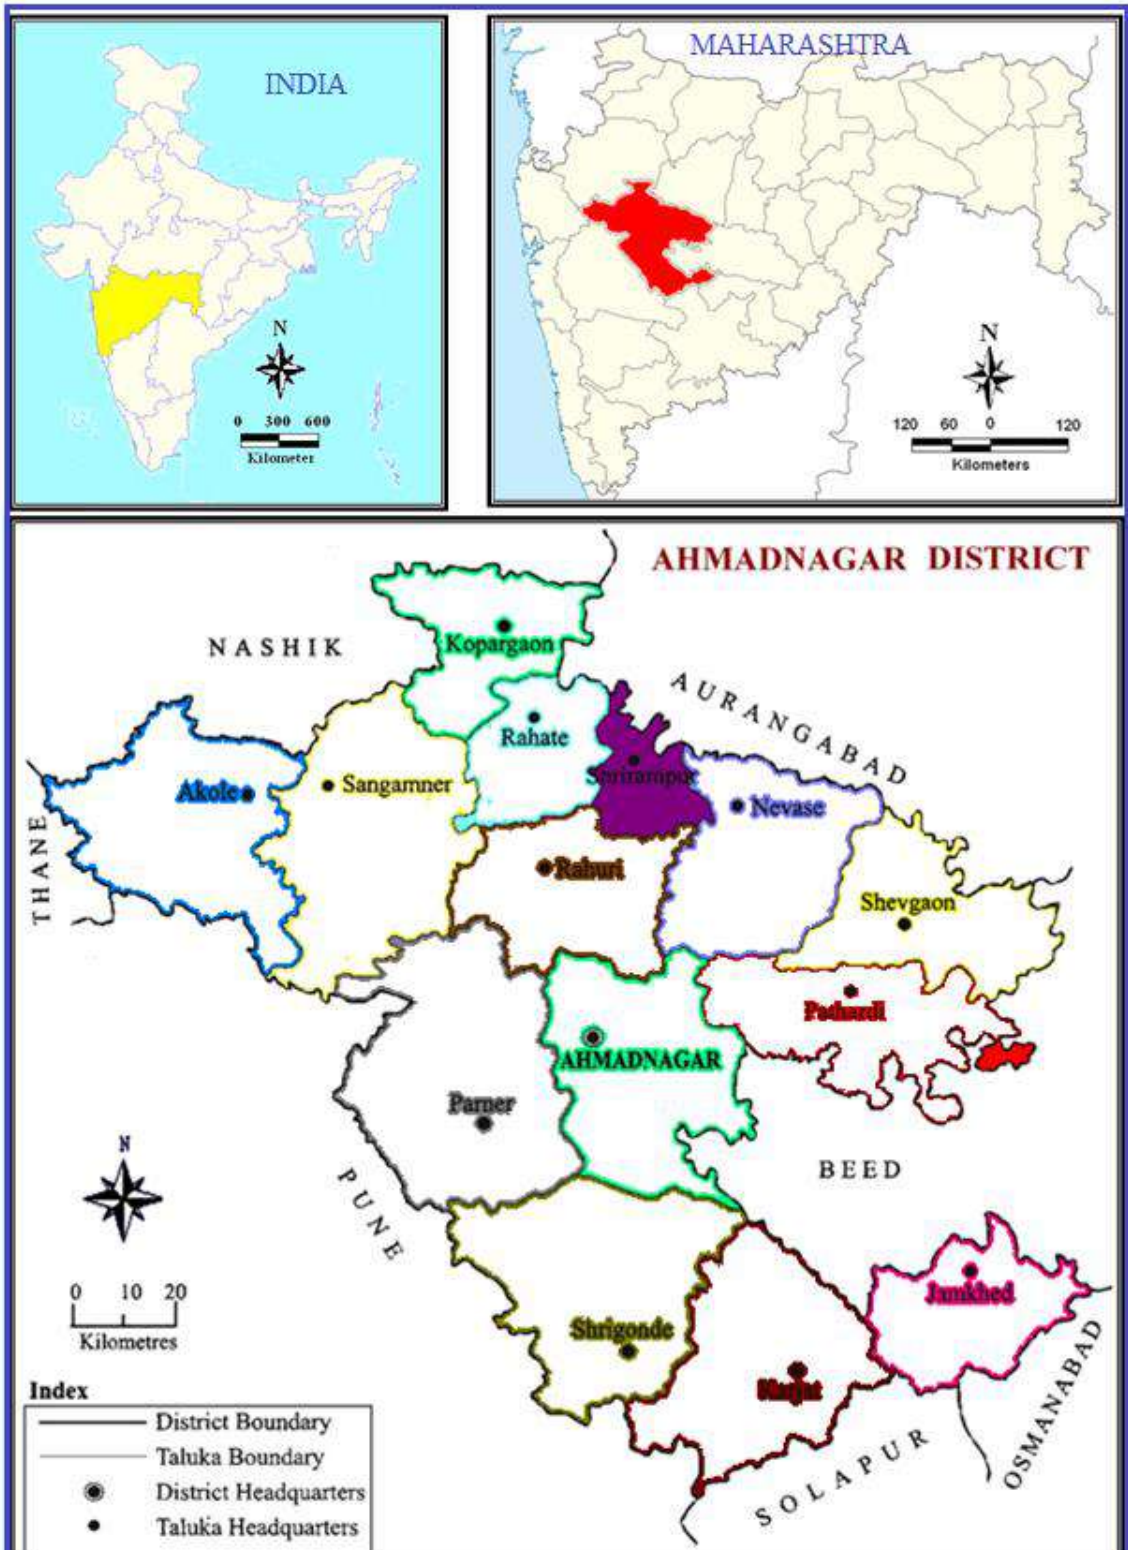 INDIA
N
0 300 600
Kilometer
MAHARASHTRA
N
120 60 0 120
Kilometers
AHMADNAGAR DISTRICT
NASHIK
Kopargaon
AURANGABAD
Rahate
Shrirampur
Akole
Sangamner
Nevase
THANE
Rahuri
Shevgaon
Pathardi
AHMADNAGAR
Parner
N
BEED
PUNE
Jamkhed
0 10 20
Kilometres
Shrigonde
Karjat
OSMANABAD
SOLAPUR
Index
District Boundary
Taluka Boundary
District Headquarters
Taluka Headquarters